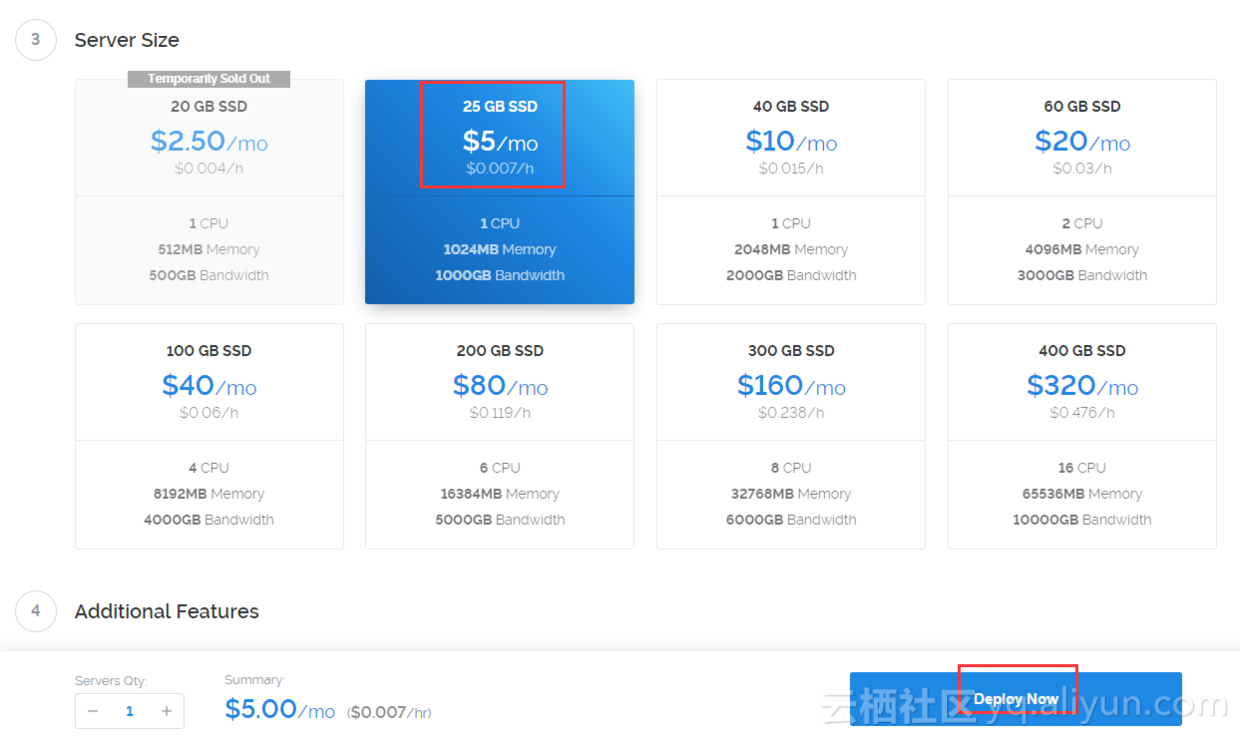 3
Server Size
Temporarily Sold Out
20 GB SSD
$2.50/mo
$0.004/h
1 CPU
512MB Memory
500GB Bandwidth
25 GB SSD
$5/mo
$0.007/h
1 CPU
1024MB Memory
1000GB Bandwidth
40 GB SSD
$10/mo
$0.015/h
1 CPU
2048MB Memory
2000GB Bandwidth
60 GB SSD
$20/mo
$0.03/h
2 CPU
4096MB Memory
3000GB Bandwidth
100 GB SSD
$40/mo
$0.06/h
4 CPU
8192MB Memory
4000GB Bandwidth
200 GB SSD
$80/mo
$0.119/h
6 CPU
16384MB Memory
5000GB Bandwidth
300 GB SSD
$160/mo
$0.238/h
8 CPU
32768MB Memory
6000GB Bandwidth
400 GB SSD
$320/mo
$0.476/h
16 CPU
65536MB Memory
10000GB Bandwidth
4
Additional Features
Servers Qty:
− 1 +
Summary:
$5.00/mo ($0.007/hr)
Deploy Now
云栖社区 yq.aliyun.com